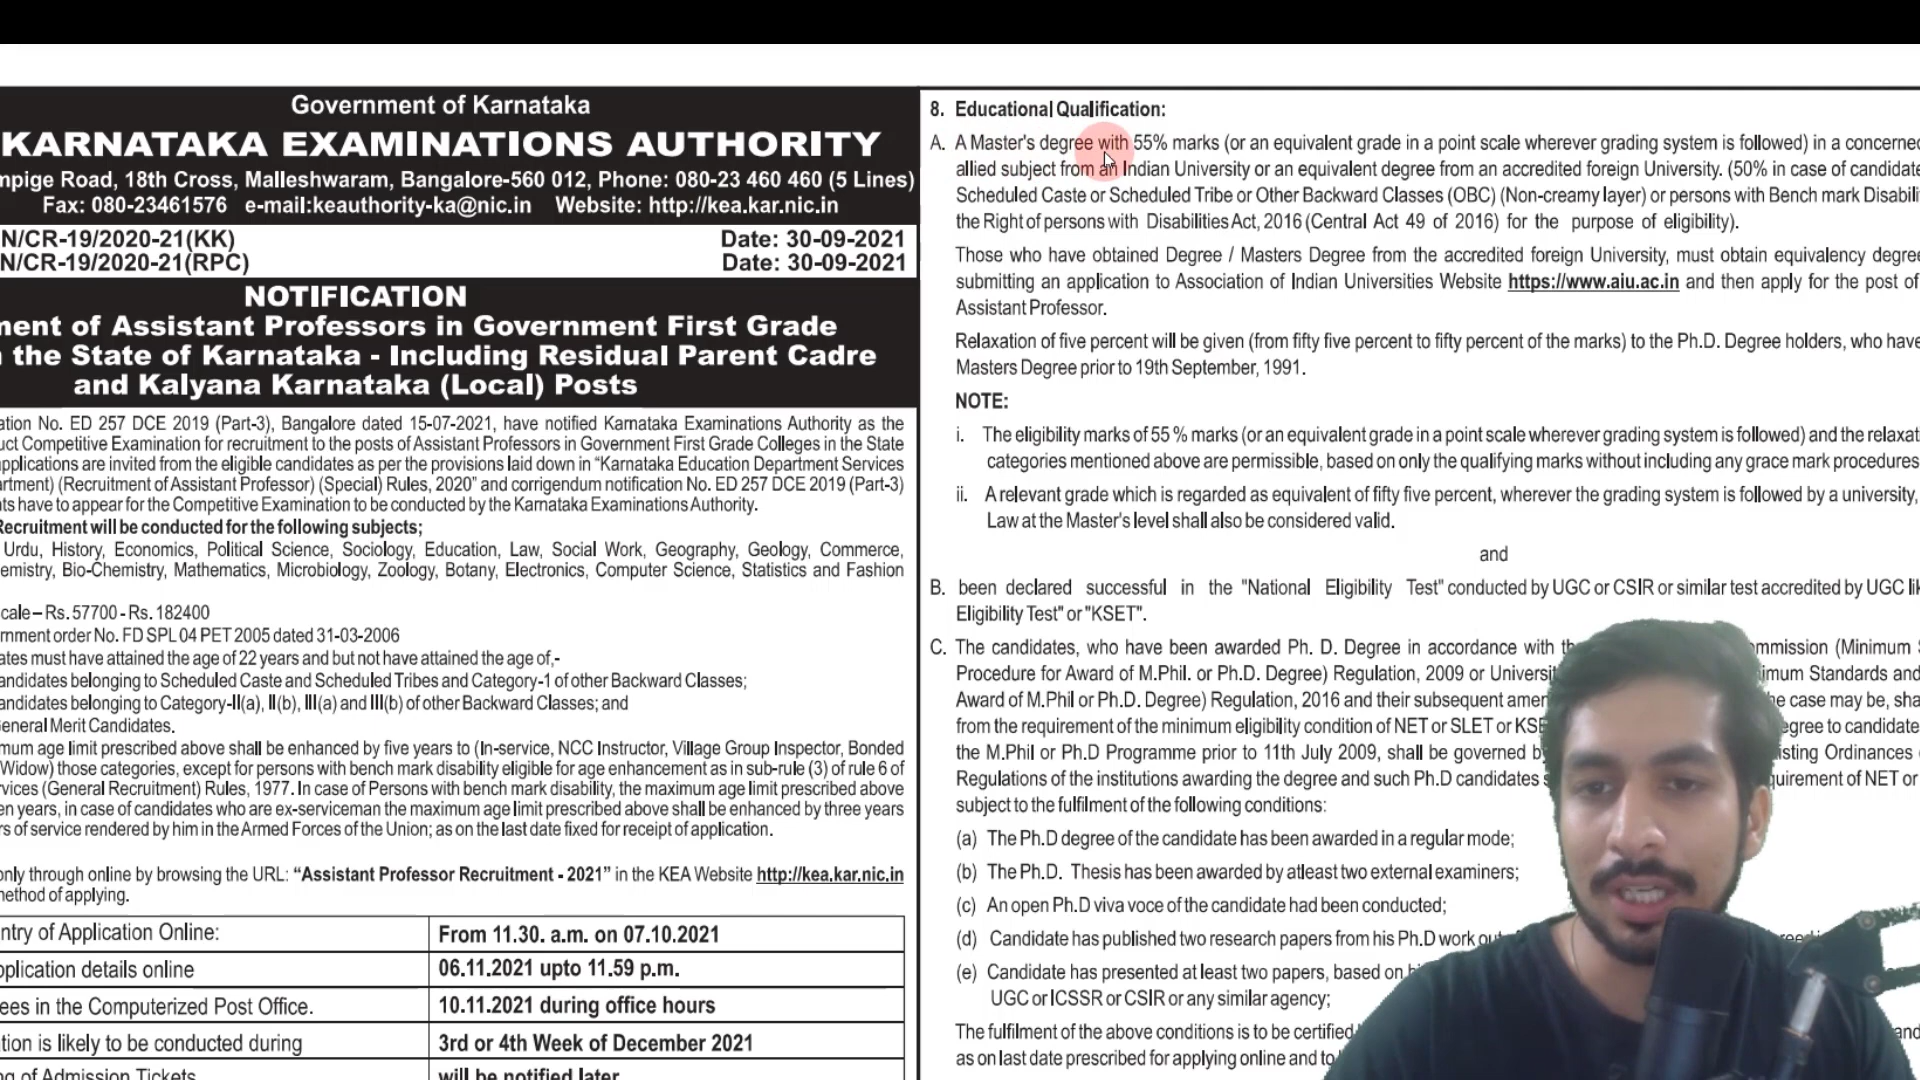 Government of Karnataka
KARNATAKA EXAMINATIONS AUTHORITY
Road, 18th Cross, Malleshwaram, Bangalore-560 012, Phone: 080-23 460 460 (5 Lines)
Fax: 080-23461576 e-mail:keauthority-ka@nic.in Website: http://kea.kar.nic.in
N/CR-19/2020-21(KK) Date: 30-09-2021
N/CR-19/2020-21(RPC) Date: 30-09-2021
NOTIFICATION
of Assistant Professors in Government First Grade
the State of Karnataka - Including Residual Parent Cadre
and Kalyana Karnataka (Local) Posts
No. ED 257 DCE 2019 (Part-3), Bangalore dated 15-07-2021, have notified Karnataka Examinations Authority as the
Competitive Examination for recruitment to the posts of Assistant Professors in Government First Grade Colleges in the State
applications are invited from the eligible candidates as per the provisions laid down in "Karnataka Education Department Services
(Recruitment of Assistant Professor) (Special) Rules, 2020" and corrigendum notification No. ED 257 DCE 2019 (Part-3)
have to appear for the Competitive Examination to be conducted by the Karnataka Examinations Authority.
Recruitment will be conducted for the following subjects;
Urdu, History, Economics, Political Science, Sociology, Education, Law, Social Work, Geography, Geology, Commerce,
Bio-Chemistry, Mathematics, Microbiology, Zoology, Botany, Electronics, Computer Science, Statistics and Fashion
cale – Rs. 57700 - Rs. 182400
order No. FD SPL 04 PET 2005 dated 31-03-2006
must have attained the age of 22 years and but not have attained the age of,-
andidates belonging to Scheduled Caste and Scheduled Tribes and Category-1 of other Backward Classes;
andidates belonging to Category-II(a), II(b), III(a) and III(b) of other Backward Classes; and
General Merit Candidates.
mum age limit prescribed above shall be enhanced by five years to (In-service, NCC Instructor, Village Group Inspector, Bonded
Widow) those categories, except for persons with bench mark disability eligible for age enhancement as in sub-rule (3) of rule 6 of
rvices (General Recruitment) Rules, 1977. In case of Persons with bench mark disability, the maximum age limit prescribed above
en years, in case of candidates who are ex-serviceman the maximum age limit prescribed above shall be enhanced by three years
rs of service rendered by him in the Armed Forces of the Union; as on the last date fixed for receipt of application.
only through online by browsing the URL: "Assistant Professor Recruitment - 2021" in the KEA Website http://kea.kar.nic.in
method of applying.
ntry of Application Online: From 11.30. a.m. on 07.10.2021
pplication details online 06.11.2021 upto 11.59 p.m.
ees in the Computerized Post Office. 10.11.2021 during office hours
tion is likely to be conducted during 3rd or 4th Week of December 2021
ng of Admission Tickets will be notified later
8. Educational Qualification:
A. A Master's degree with 55% marks (or an equivalent grade in a point scale wherever grading system is followed) in a concerned
allied subject from an Indian University or an equivalent degree from an accredited foreign University. (50% in case of candidate
Scheduled Caste or Scheduled Tribe or Other Backward Classes (OBC) (Non-creamy layer) or persons with Bench mark Disabili
the Right of persons with Disabilities Act, 2016 (Central Act 49 of 2016) for the purpose of eligibility).
Those who have obtained Degree / Masters Degree from the accredited foreign University, must obtain equivalency degree
submitting an application to Association of Indian Universities Website https://www.aiu.ac.in and then apply for the post of
Assistant Professor.
Relaxation of five percent will be given (from fifty five percent to fifty percent of the marks) to the Ph.D. Degree holders, who have
Masters Degree prior to 19th September, 1991.
NOTE:
i. The eligibility marks of 55 % marks (or an equivalent grade in a point scale wherever grading system is followed) and the relaxat
categories mentioned above are permissible, based on only the qualifying marks without including any grace mark procedures
ii. A relevant grade which is regarded as equivalent of fifty five percent, wherever the grading system is followed by a university,
Law at the Master's level shall also be considered valid.
and
B. been declared successful in the "National Eligibility Test" conducted by UGC or CSIR or similar test accredited by UGC lik
Eligibility Test" or "KSET".
C. The candidates, who have been awarded Ph. D. Degree in accordance with the mmission (Minimum S
Procedure for Award of M.Phil. or Ph.D. Degree) Regulation, 2009 or Universit imum Standards and
Award of M.Phil or Ph.D. Degree) Regulation, 2016 and their subsequent amen e case may be, sha
from the requirement of the minimum eligibility condition of NET or SLET or KSE egree to candidate
the M.Phil or Ph.D Programme prior to 11th July 2009, shall be governed by isting Ordinances
Regulations of the institutions awarding the degree and such Ph.D candidates s quirement of NET or
subject to the fulfilment of the following conditions:
(a) The Ph.D degree of the candidate has been awarded in a regular mode;
(b) The Ph.D. Thesis has been awarded by atleast two external examiners;
(c) An open Ph.D viva voce of the candidate had been conducted;
(d) Candidate has published two research papers from his Ph.D work out
(e) Candidate has presented at least two papers, based on
UGC or ICSSR or CSIR or any similar agency;
The fulfilment of the above conditions is to be certified
as on last date prescribed for applying online and to